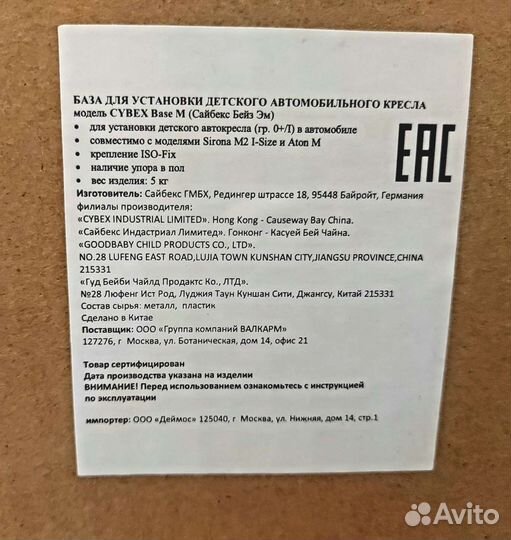 БАЗА ДЛЯ УСТАНОВКИ ДЕТСКОГО АВТОМОБИЛЬНОГО КРЕСЛА
модель CYBEX Base M (Сайбекс Бейз Эм)
• для установки детского автокресла (гр. 0+/I) в автомобиле
• совместимо с моделями Sirona M2 I-Size и Aton M
• крепление ISO-Fix
• наличие упора в пол
• вес изделия: 5 кг
EAC
Изготовитель: Сайбекс ГМБХ, Редингер штрассе 18, 95448 Байройт, Германия
филиалы производителя:
«CYBEX INDUSTRIAL LIMITED». Hong Kong - Causeway Bay China.
«Сайбекс Индастриал Лимитед». Гонконг - Касуей Бей Чайна.
«GOODBABY CHILD PRODUCTS CO., LTD».
NO.28 LUFENG EAST ROAD,LUJIA TOWN KUNSHAN CITY,JIANGSU PROVINCE,CHINA
215331
«Гуд Бейби Чайлд Продактс Ко., ЛТД».
№28 Люфенг Ист Род, Луджия Таун Куншан Сити, Джангсу, Китай 215331
Состав сырья: металл, пластик
Сделано в Китае
Поставщик: ООО «Группа компаний ВАЛКАРМ»
127276, г Москва, ул. Ботаническая, дом 14, офис 21
Товар сертифицирован
Дата производства указана на изделии
ВНИМАНИЕ! Перед использованием ознакомьтесь с инструкцией
по эксплуатации
импортер: ООО «Деймос» 125040, г Москва, ул. Нижняя, дом 14, стр.1
Avito